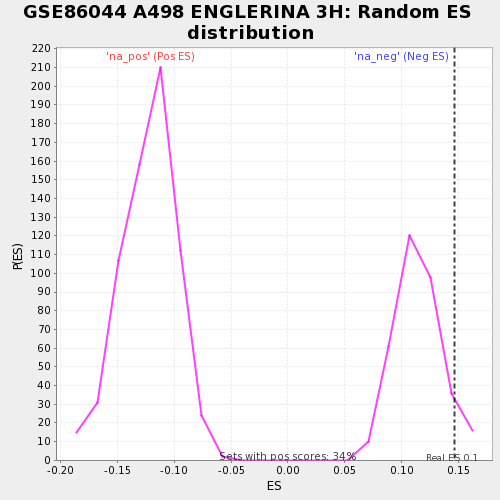 GSE86044 A498 ENGLERINA 3H: Random ES
distribution
'na_pos' (Pos ES)
'na_neg' (Neg ES)
220
210
200
190
180
170
160
150
140
130
120
110
100
90
80
70
60
50
40
30
20
10
0
P(ES)
Sets with pos scores: 34%
Real ES 0.1
-0.20 -0.15 -0.10 -0.05 0.00 0.05 0.10 0.15
ES